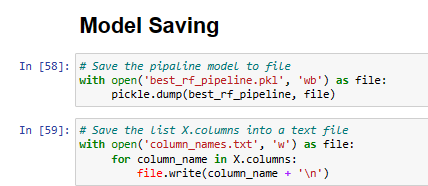 Model Saving
In [58]: # Save the pipaline model to file
with open('best_rf_pipeline.pkl', 'wb') as file:
    pickle.dump(best_rf_pipeline, file)
In [59]: # Save the list X.columns into a text file
with open('column_names.txt', 'w') as file:
    for column_name in X.columns:
        file.write(column_name + '\n')